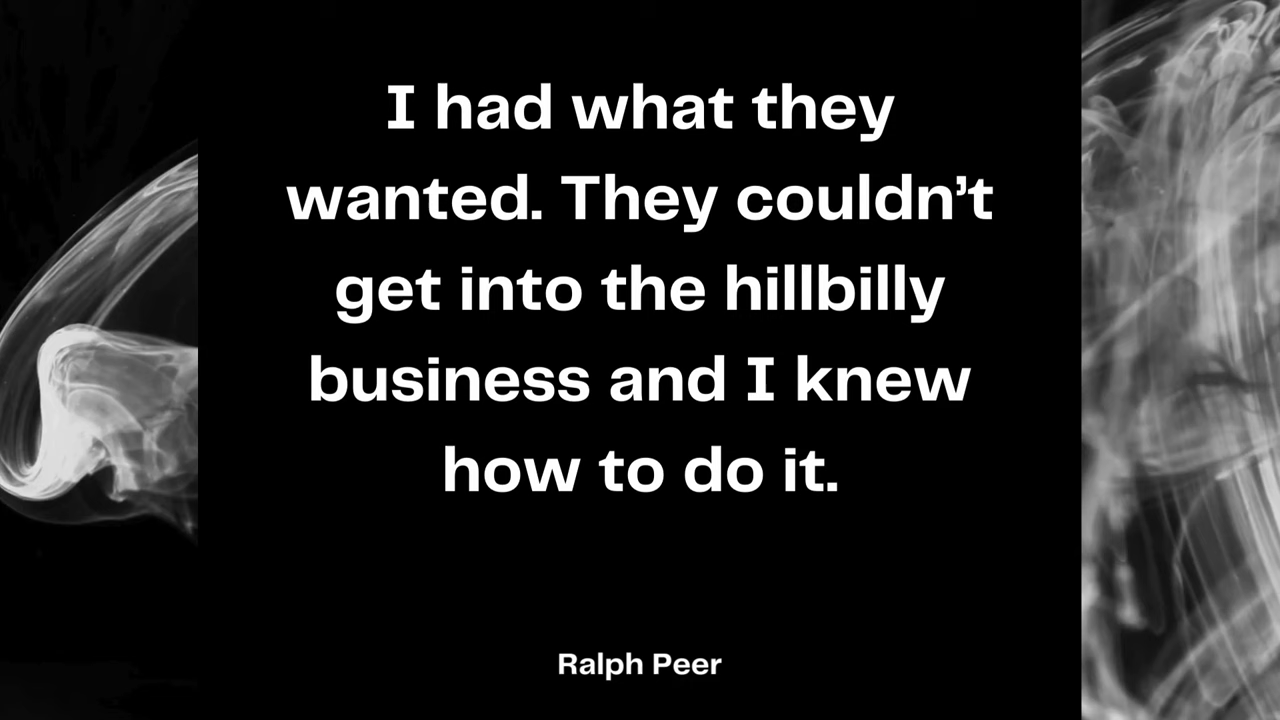 I had what they
wanted. They couldn’t
get into the hillbilly
business and I knew
how to do it.
Ralph Peer